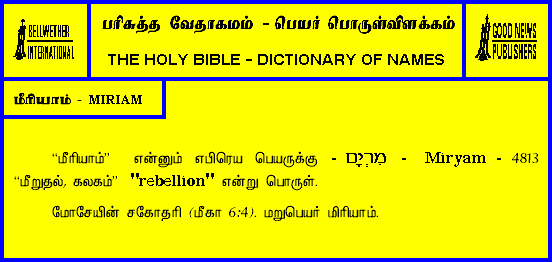 BELLWETHER
INTERNATIONAL
பரிசுத்த வேதாகமம் - பெயர் பொருள்விளக்கம்
THE HOLY BIBLE - DICTIONARY OF NAMES
GOOD NEWS
PUBLISHERS
மீரியாம் - MIRIAM
“மீரியாம்” என்னும் எபிரெய பெயருக்கு - מִרְיָם - Miryam - 4813
“மீறுதல், கலகம்” "rebellion" என்று பொருள்.
மோசேயின் சகோதரி (மீகா 6:4). மறுபெயர் மிரியாம்.